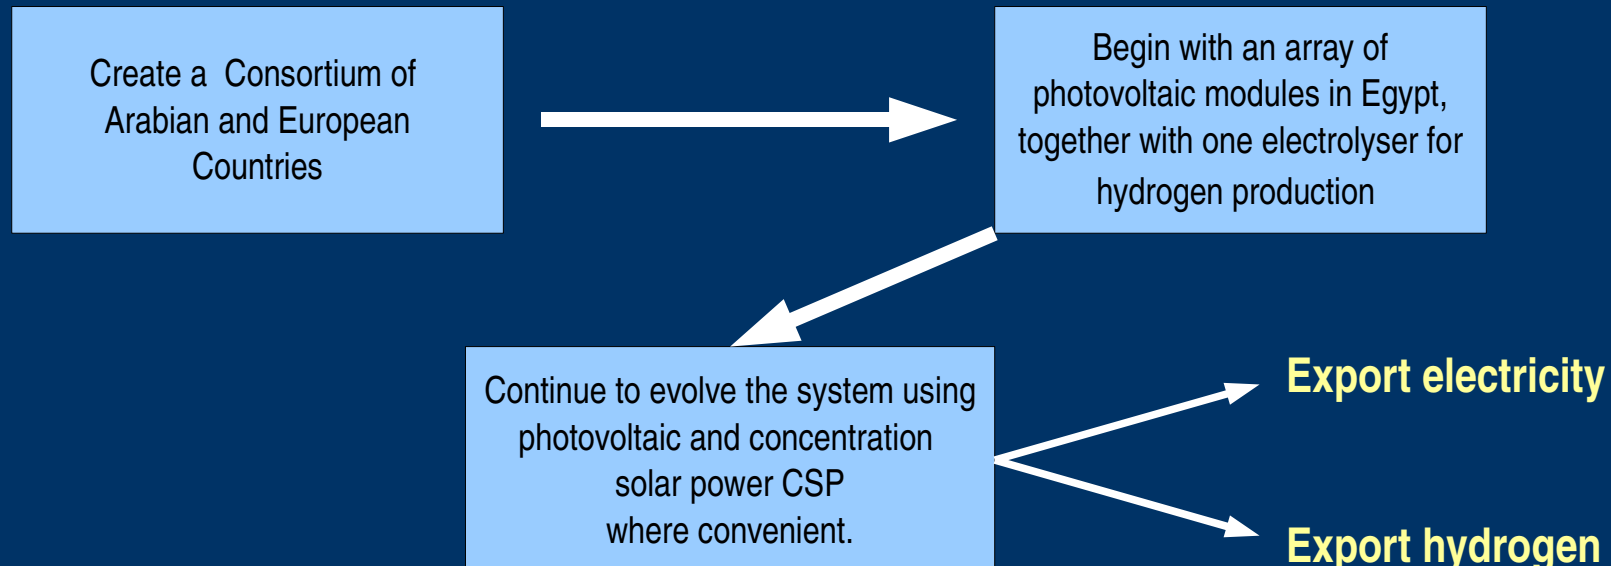 Create a Consortium of
Arabian and European
Countries
Begin with an array of
photovoltaic modules in Egypt,
together with one electrolyser for
hydrogen production
Continue to evolve the system using
photovoltaic and concentration
solar power CSP
where convenient.
Export electricity
Export hydrogen